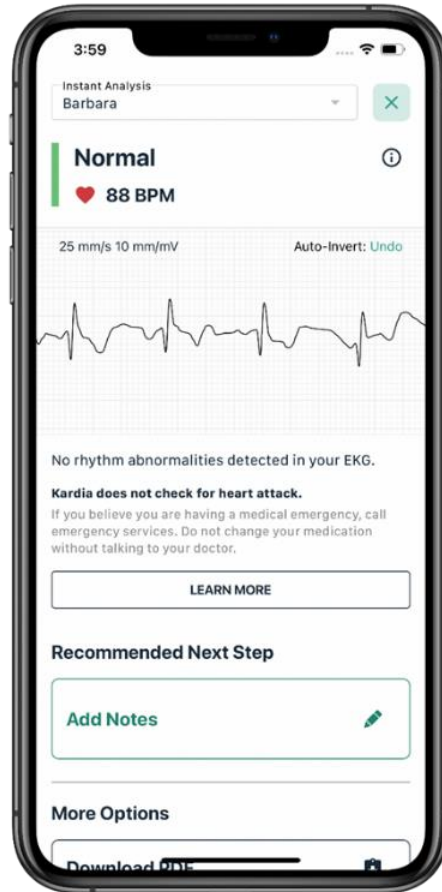 3:59
Instant Analysis
Barbara
Normal
88 BPM
25 mm/s 10 mm/mV Auto-Invert: Undo
No rhythm abnormalities detected in your EKG.
Kardia does not check for heart attack.
If you believe you are having a medical emergency, call
emergency services. Do not change your medication
without talking to your doctor.
LEARN MORE
Recommended Next Step
Add Notes
More Options
Download PDF